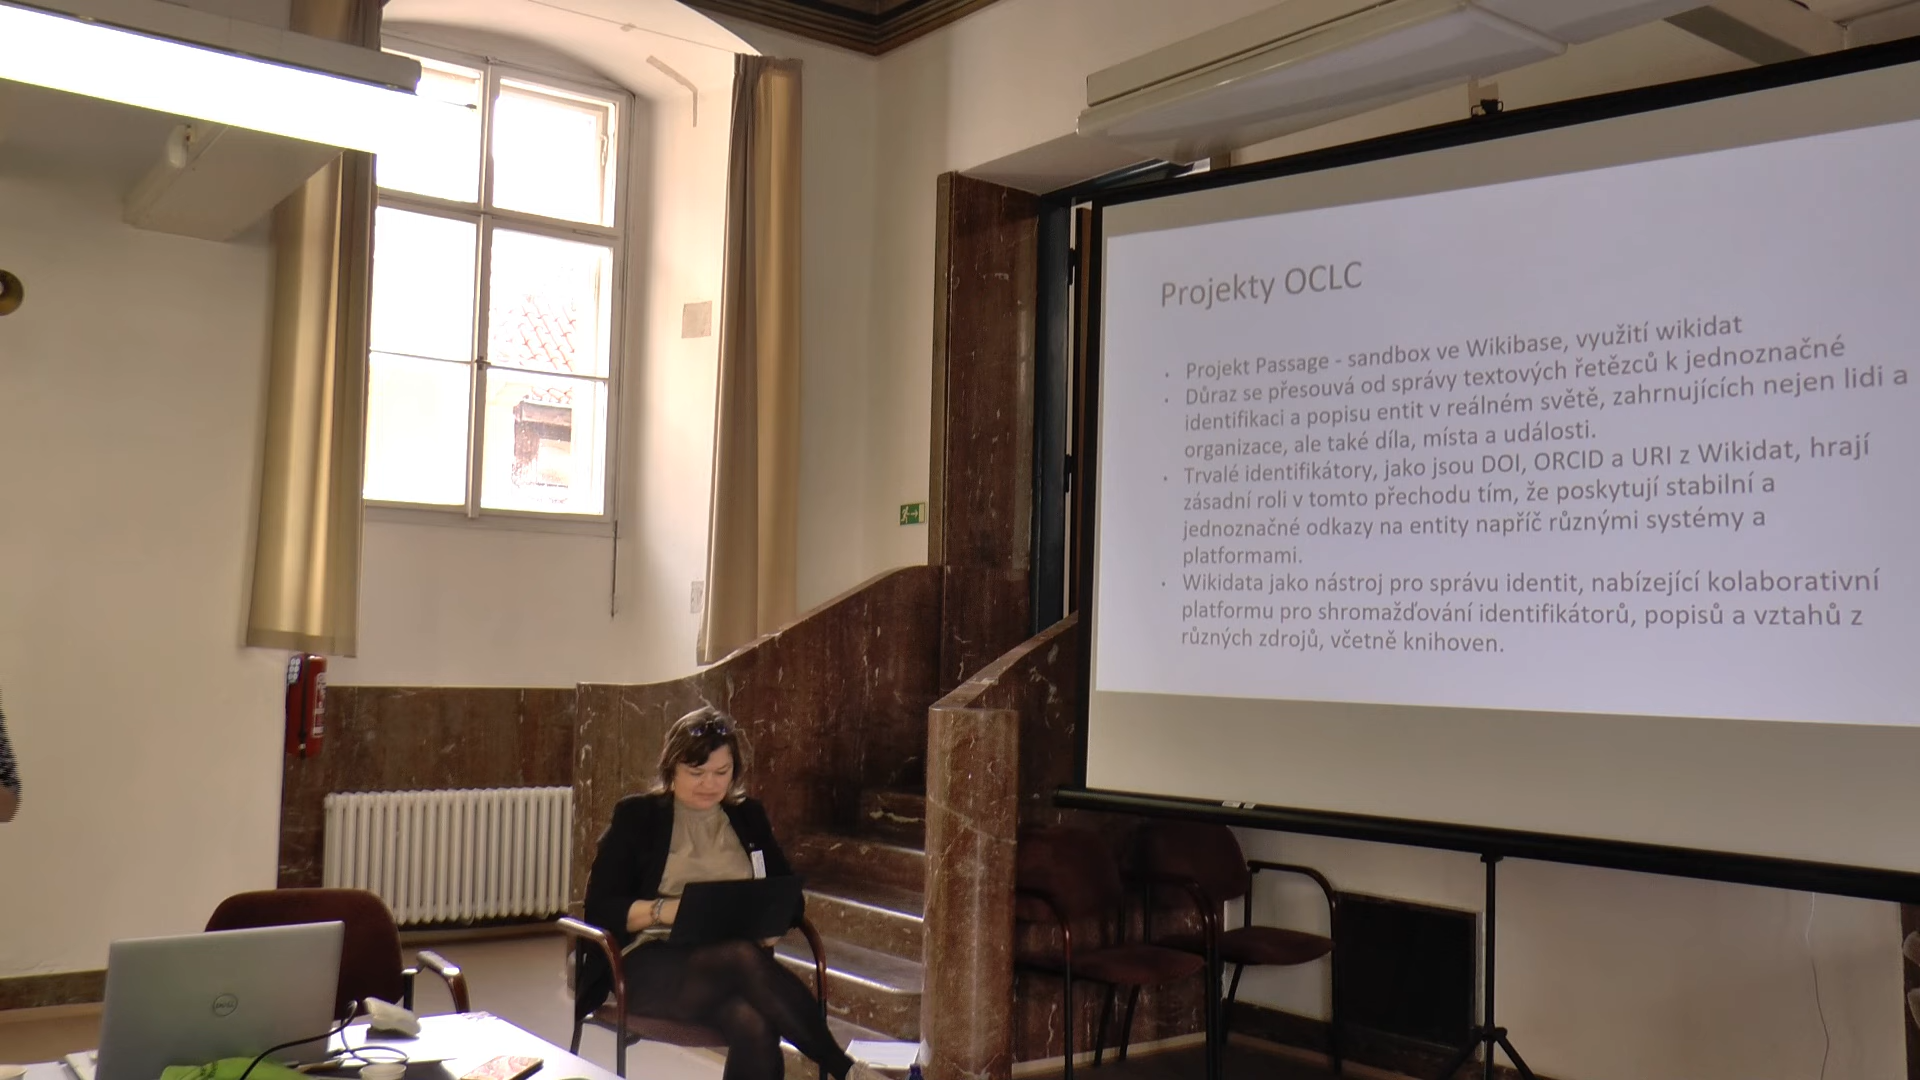 Projekty OCLC
• Projekt Passage - sandbox ve Wikibase, využití wikidat
• Důraz se přesouvá od správy textových řetězců k jednoznačné
identifikaci a popisu entit v reálném světě, zahrnujících nejen lidi a
organizace, ale také díla, místa a události.
• Trvalé identifikátory, jako jsou DOI, ORCID a URI z Wikidat, hrají
zásadní roli v tomto přechodu tím, že poskytují stabilní a
jednoznačné odkazy na entity napříč různými systémy a
platformami.
• Wikidata jako nástroj pro správu identit, nabízející kolaborativní
platformu pro shromažďování identifikátorů, popisů a vztahů z
různých zdrojů, včetně knihoven.
DELL